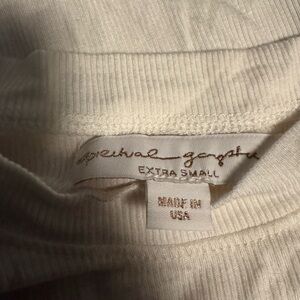 spiritual gangster
EXTRA SMALL
MADE IN
USA